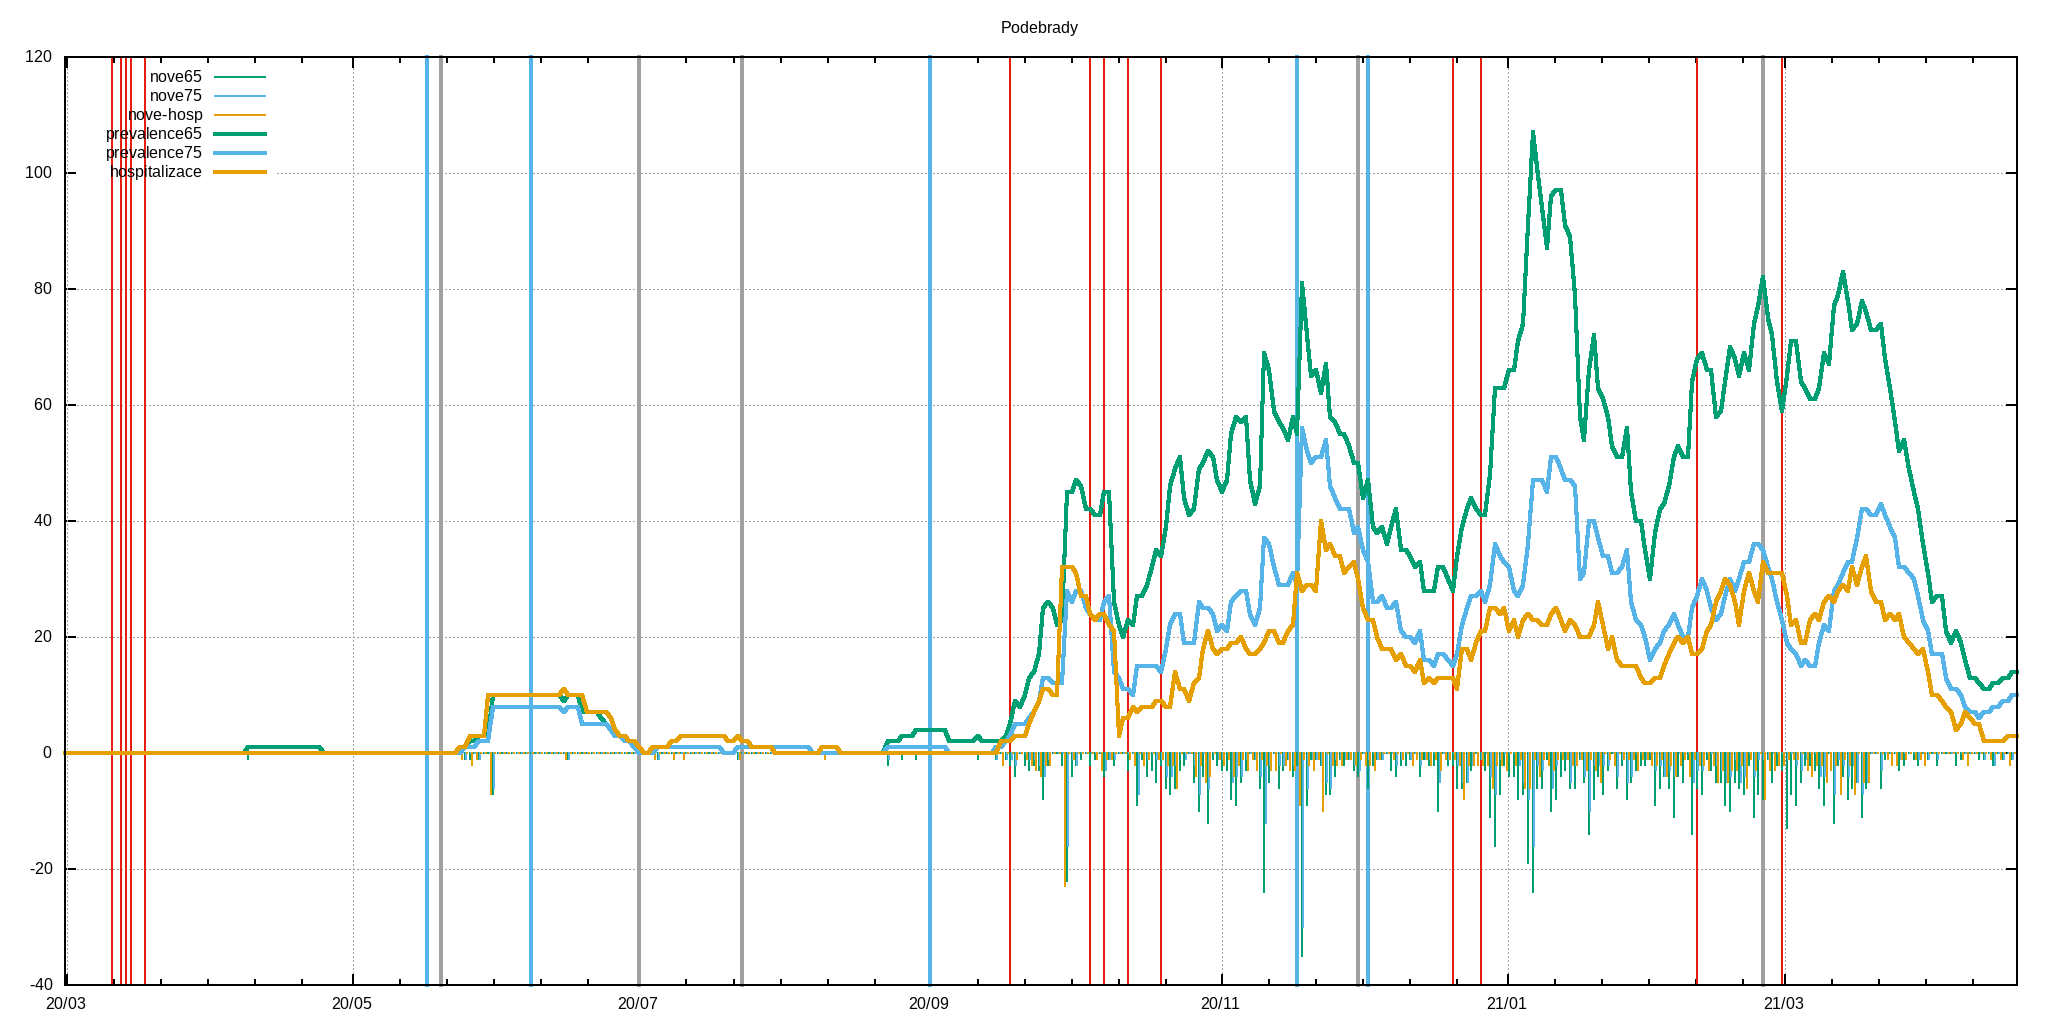 Podebrady
120
nove65
nove75
nove-hosp
prevalence65
prevalence75
hospitalizace
100
80
60
40
20
0
-20
-40
20/03 20/05 20/07 20/09 20/11 21/01 21/03